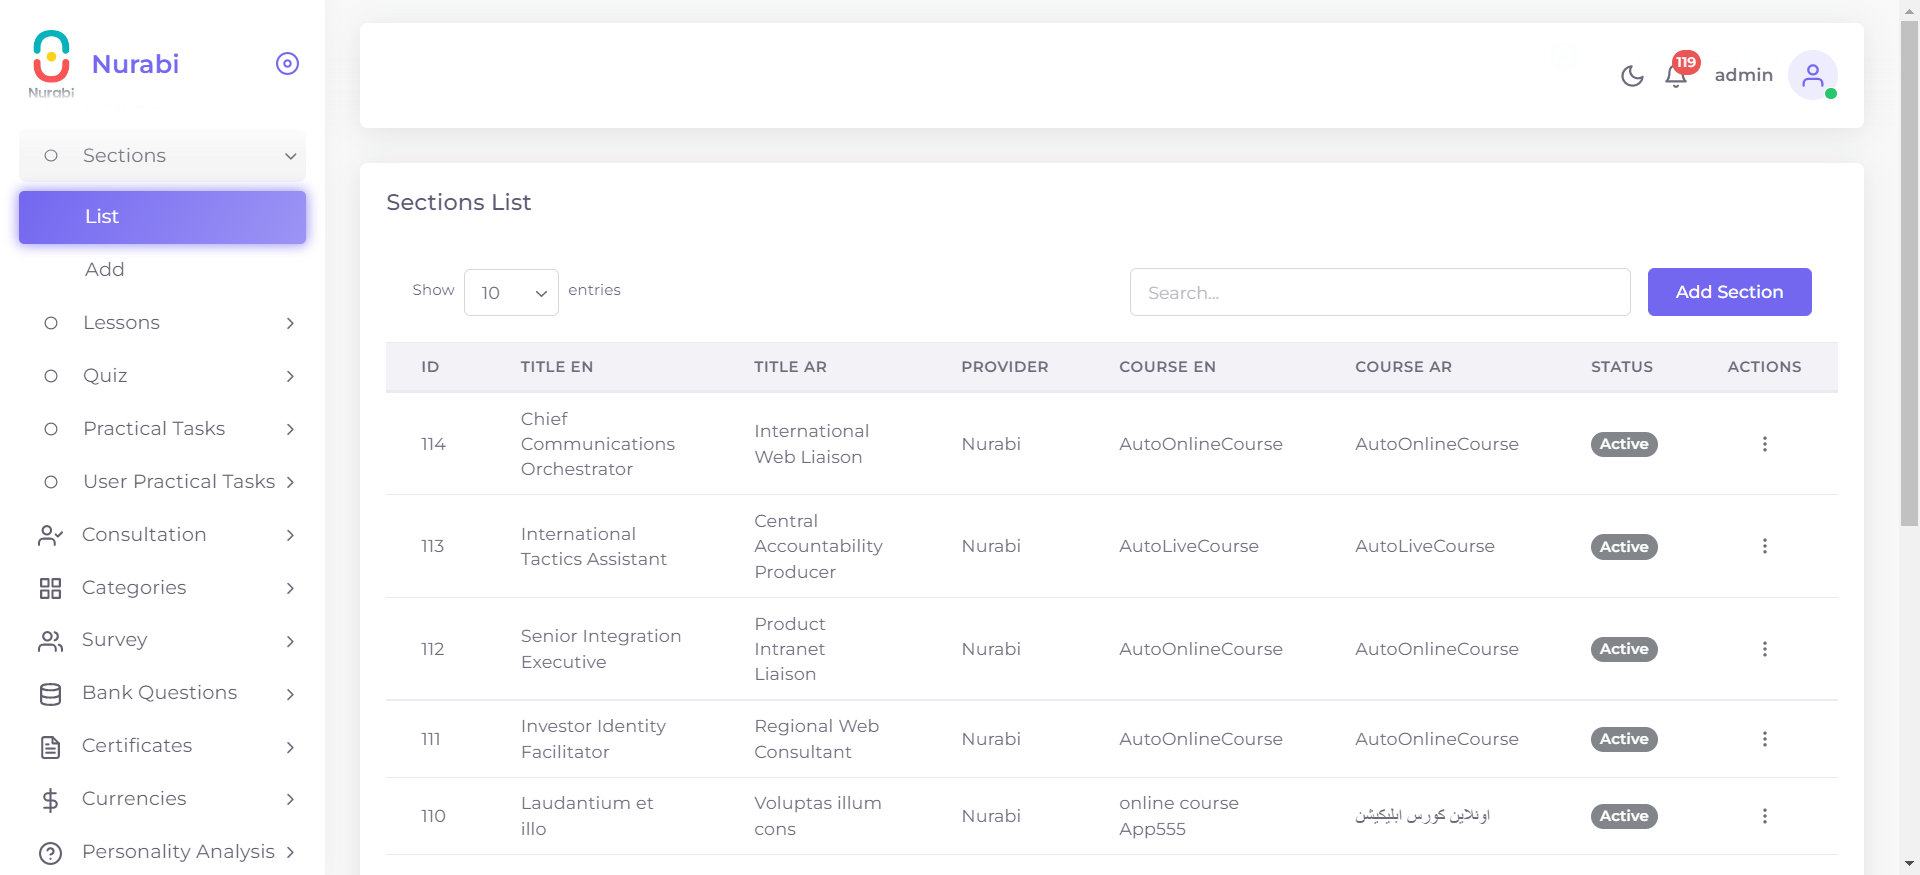 Nurabi
Nurabi
Sections
List
Add
Lessons
Quiz
Practical Tasks
User Practical Tasks
Consultation
Categories
Survey
Bank Questions
Certificates
Currencies
Personality Analysis
119
admin
Sections List
Show 10 entries
Search...
Add Section
ID TITLE EN TITLE AR PROVIDER COURSE EN COURSE AR STATUS ACTIONS
114 Chief Communications Orchestrator International Web Liaison Nurabi AutoOnlineCourse AutoOnlineCourse Active
113 International Tactics Assistant Central Accountability Producer Nurabi AutoLiveCourse AutoLiveCourse Active
112 Senior Integration Executive Product Intranet Liaison Nurabi AutoOnlineCourse AutoOnlineCourse Active
111 Investor Identity Facilitator Regional Web Consultant Nurabi AutoOnlineCourse AutoOnlineCourse Active
110 Laudantium et illo Voluptas illum cons Nurabi online course App555 اونلاين كورس ابليكيشن Active